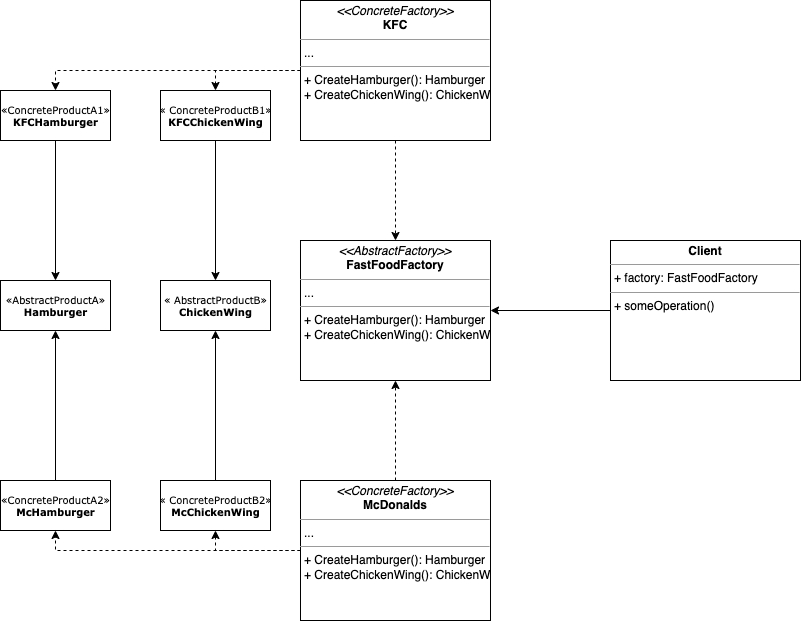 <<ConcreteFactory>>
KFC
...
+ CreateHamburger(): Hamburger
+ CreateChickenWing(): ChickenW
«ConcreteProductA1»
KFCHamburger
« ConcreteProductB1»
KFCChickenWing
<<AbstractFactory>>
FastFoodFactory
...
+ CreateHamburger(): Hamburger
+ CreateChickenWing(): ChickenW
Client
+ factory: FastFoodFactory
+ someOperation()
«AbstractProductA»
Hamburger
« AbstractProductB»
ChickenWing
«ConcreteProductA2»
McHamburger
« ConcreteProductB2»
McChickenWing
<<ConcreteFactory>>
McDonalds
...
+ CreateHamburger(): Hamburger
+ CreateChickenWing(): ChickenW